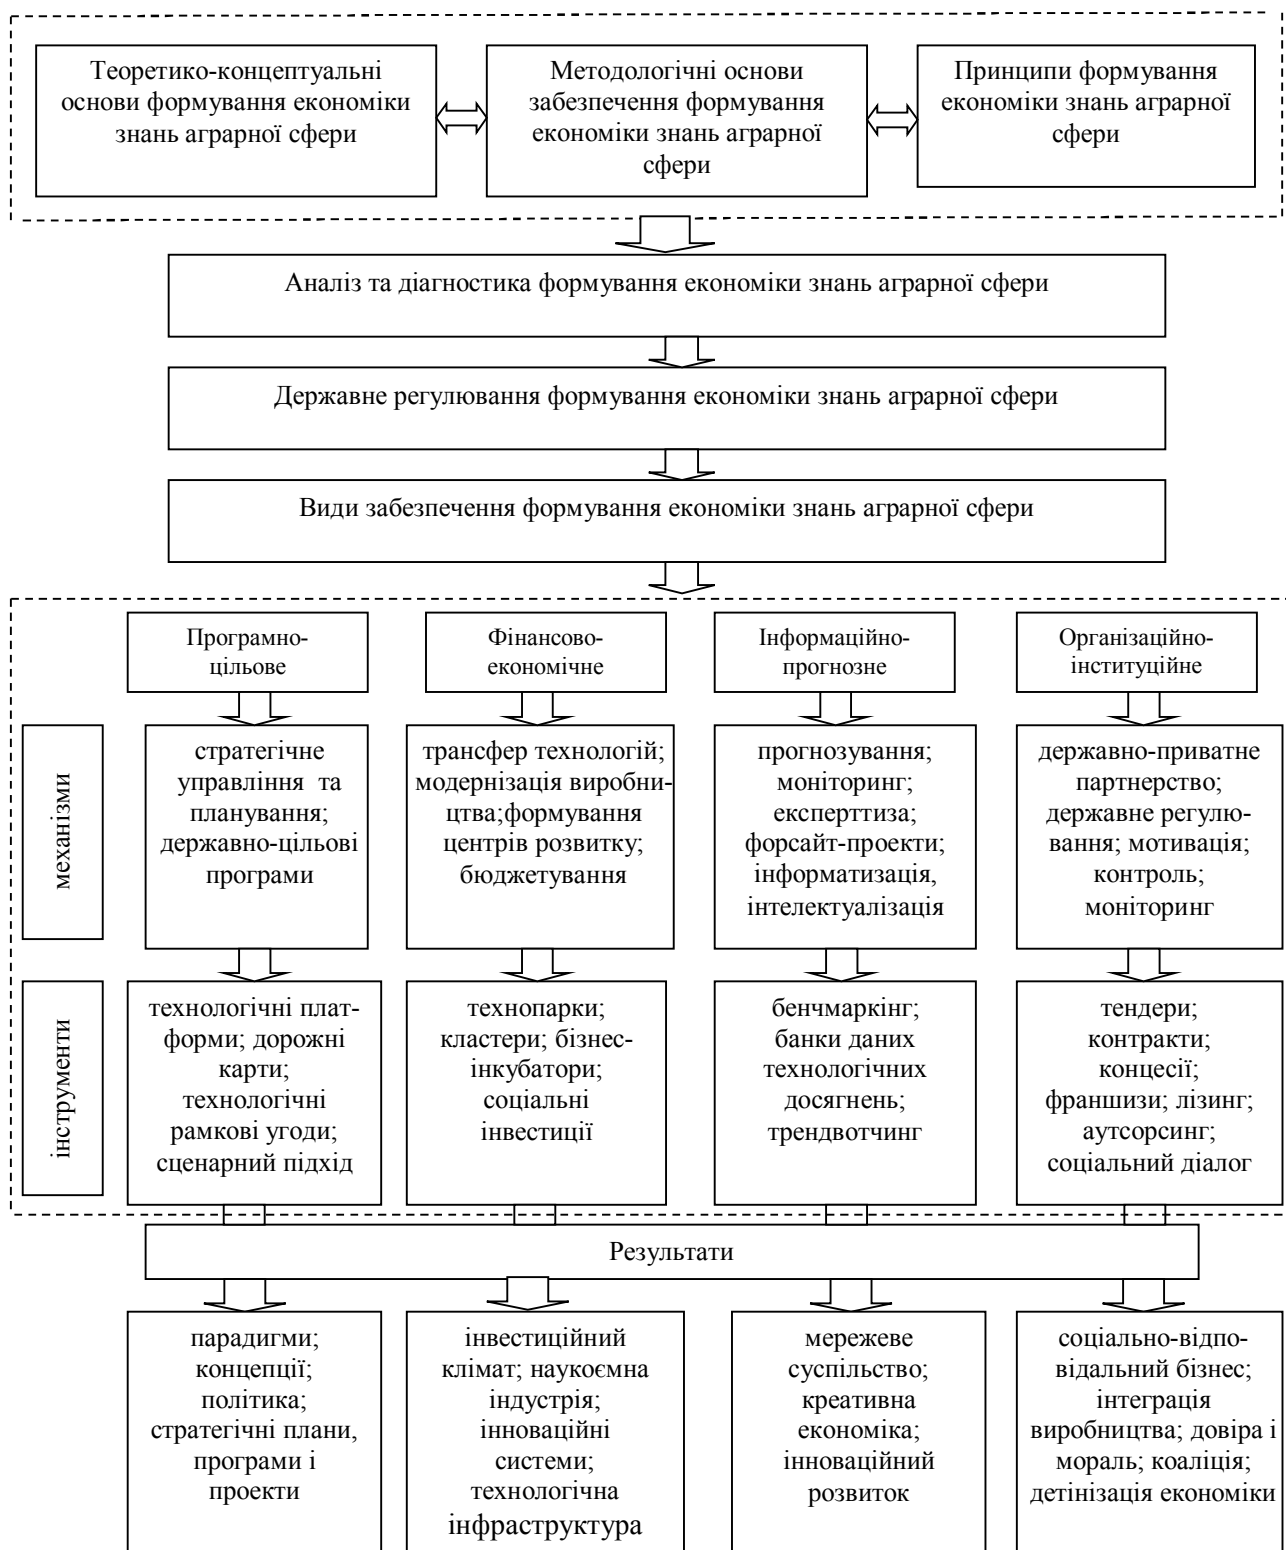 Теоретико-концептуальні
основи формування економіки
знань аграрної сфери
Методологічні основи
забезпечення формування
економіки знань аграрної
сфери
Принципи формування
економіки знань аграрної
сфери
Аналіз та діагностика формування економіки знань аграрної сфери
Державне регулювання формування економіки знань аграрної сфери
Види забезпечення формування економіки знань аграрної сфери
Програмно-
цільове
Фінансово-
економічне
Інформаційно-
прогнозне
Організаційно-
інституційне
механізми
стратегічне
управління та
планування;
державно-цільові
програми
трансфер технологій;
модернізація виробни-
цтва;формування
центрів розвитку;
бюджетування
прогнозування;
моніторинг;
експерттиза;
форсайт-проекти;
інформатизація,
інтелектуалізація
державно-приватне
партнерство;
державне регулю-
вання; мотивація;
контроль;
моніторинг
інструменти
технологічні плат-
форми; дорожні
карти;
технологічні
рамкові угоди;
сценарний підхід
технопарки;
кластери; бізнес-
інкубатори;
соціальні
інвестиції
бенчмаркінг;
банки даних
технологічних
досягнень;
трендвотчинг
тендери;
контракти;
концесії;
франшизи; лізинг;
аутсорсинг;
соціальний діалог
Результати
парадигми;
концепції;
політика;
стратегічні плани,
програми і
проекти
інвестиційний
клімат; наукоємна
індустрія;
інноваційні
системи;
технологічна
інфраструктура
мережеве
суспільство;
креативна
економіка;
інноваційний
розвиток
соціально-відпо-
відальний бізнес;
інтеграція
виробництва; довіра і
мораль; коаліція;
детінізація економіки